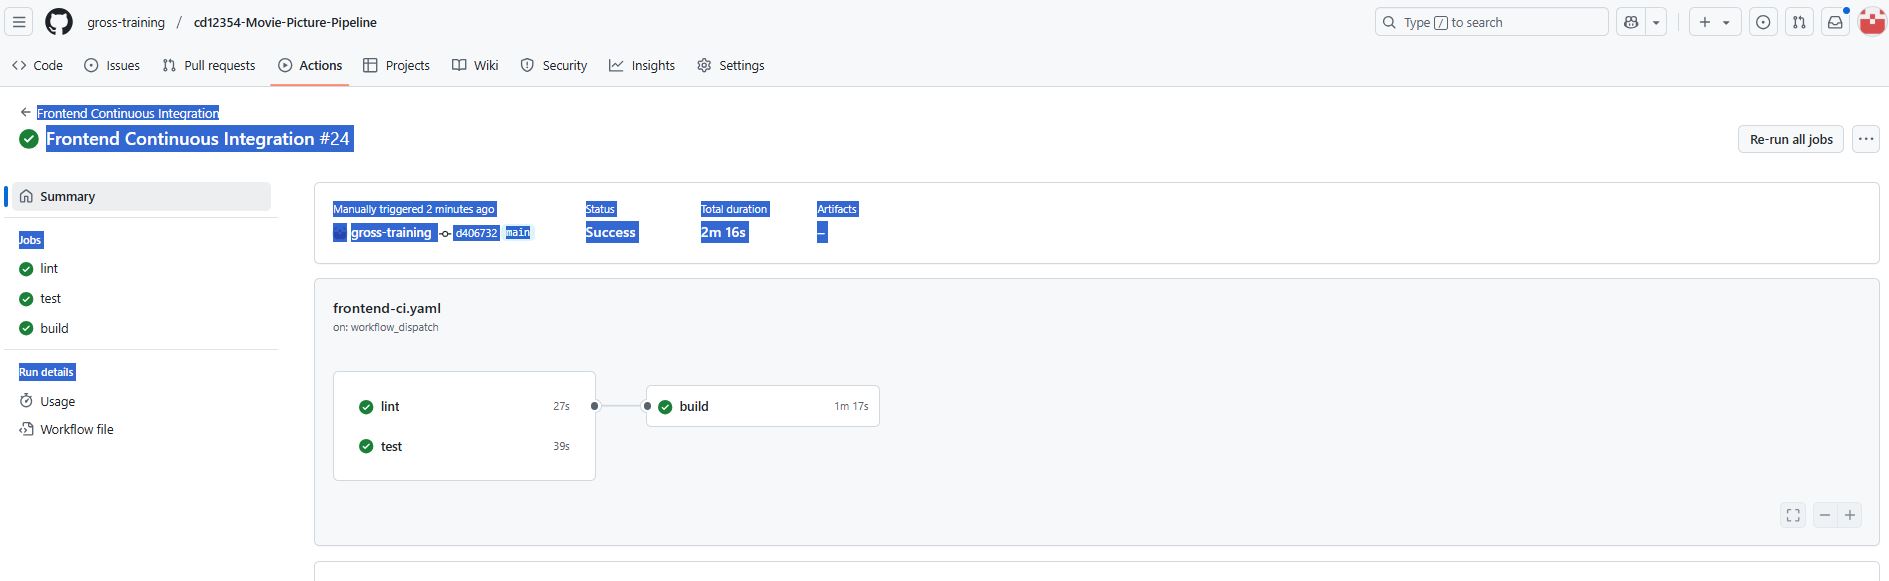 gross-training / cd12354-Movie-Picture-Pipeline
Type / to search
Code Issues Pull requests Actions Projects Wiki Security Insights Settings
Frontend Continuous Integration
Frontend Continuous Integration #24
Re-run all jobs
Summary
Jobs
lint
test
build
Run details
Usage
Workflow file
Manually triggered 2 minutes ago
gross-training d406732 main
Status
Success
Total duration
2m 16s
Artifacts
–
frontend-ci.yaml
on: workflow_dispatch
lint 27s
test 39s
build 1m 17s